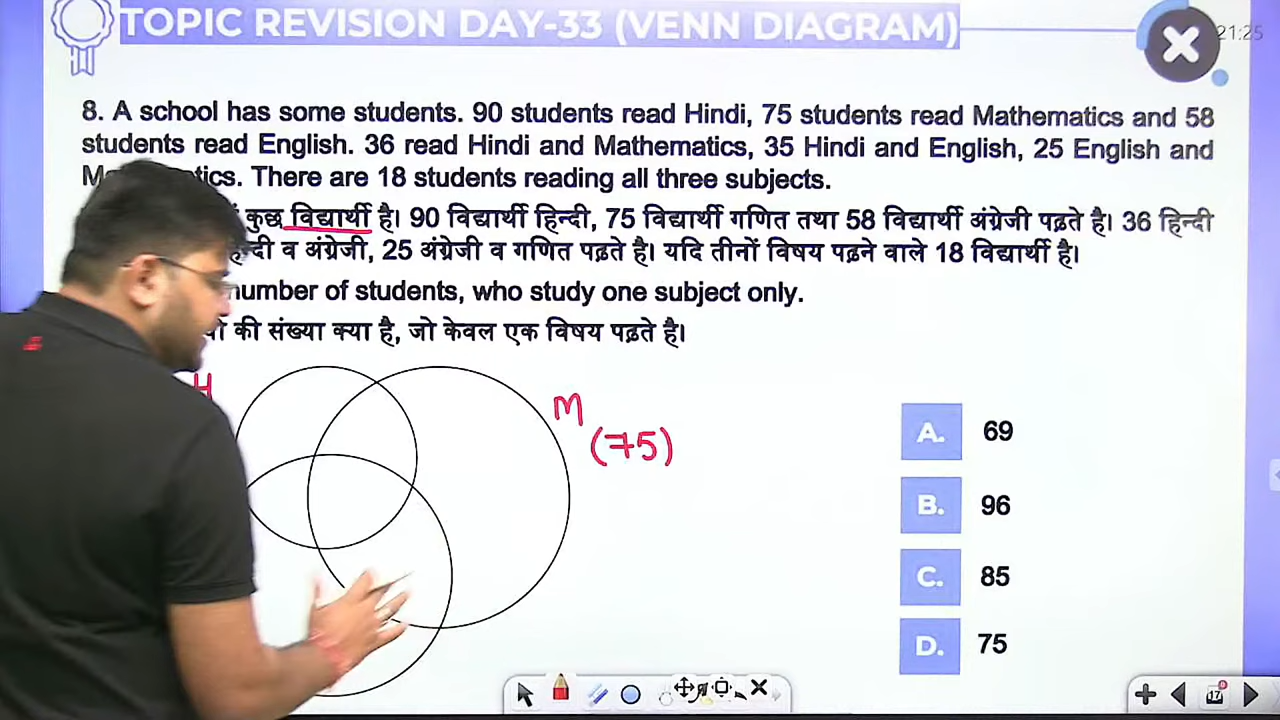 TOPIC REVISION DAY-33 (VENN DIAGRAM)
21:25
8. A school has some students. 90 students read Hindi, 75 students read Mathematics and 58
students read English. 36 read Hindi and Mathematics, 35 Hindi and English, 25 English and
There are 18 students reading all three subjects.
कुछ विद्यार्थी है। 90 विद्यार्थी हिन्दी, 75 विद्यार्थी गणित तथा 58 विद्यार्थी अंग्रेजी पढ़ते है। 36 हिन्दी
व अंग्रेजी, 25 अंग्रेजी व गणित पढ़ते है। यदि तीनों विषय पढ़ने वाले 18 विद्यार्थी है।
number of students, who study one subject only.
की संख्या क्या है, जो केवल एक विषय पढ़ते है।
H
M
(75)
A. 69
B. 96
C. 85
D. 75
17